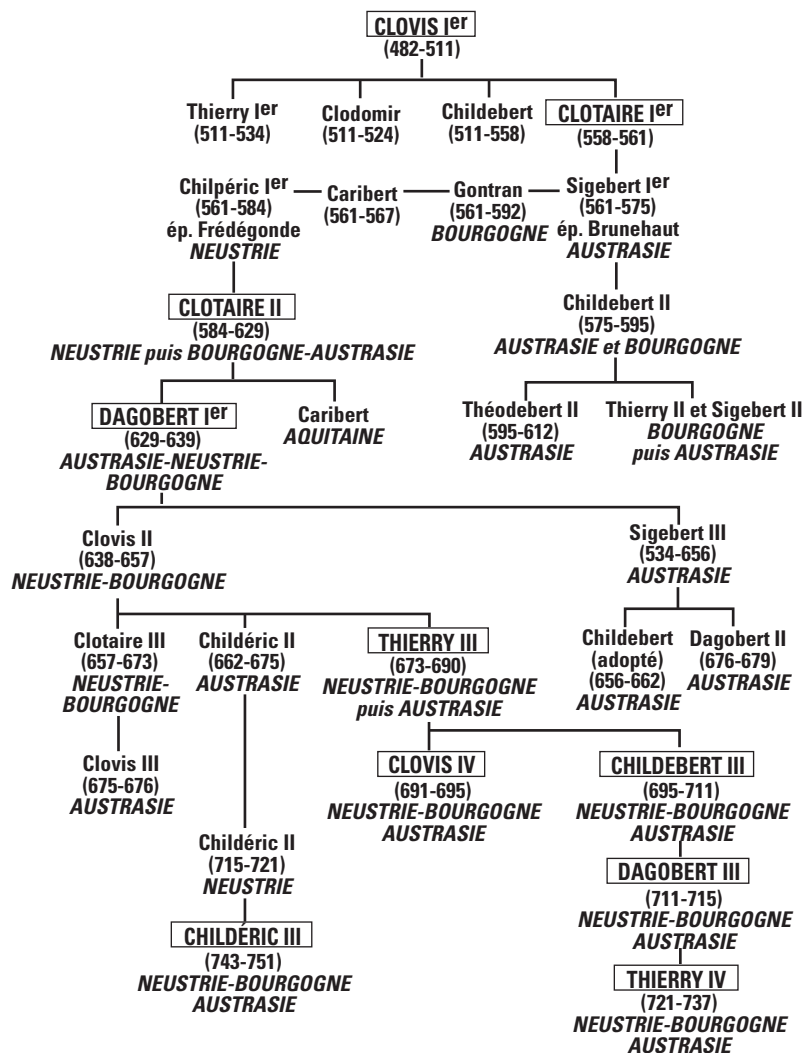 CLOVIS Ier
(482-511)
Thierry Ier
(511-534)
Clodomir
(511-524)
Childebert
(511-558)
CLOTAIRE Ier
(558-561)
Chilpéric Ier
(561-584)
ép. Frédégonde
NEUSTRIE
Caribert
(561-567)
Gontran
(561-592)
BOURGOGNE
Sigebert Ier
(561-575)
ép. Brunehaut
AUSTRASIE
CLOTAIRE II
(584-629)
NEUSTRIE puis BOURGOGNE-AUSTRASIE
Childebert II
(575-595)
AUSTRASIE et BOURGOGNE
DAGOBERT Ier
(629-639)
AUSTRASIE-NEUSTRIE-
BOURGOGNE
Caribert
AQUITAINE
Théodebert II
(595-612)
AUSTRASIE
Thierry II et Sigebert II
BOURGOGNE
puis AUSTRASIE
Clovis II
(638-657)
NEUSTRIE-BOURGOGNE
Sigebert III
(534-656)
AUSTRASIE
Clotaire III
(657-673)
NEUSTRIE-
BOURGOGNE
Childéric II
(662-675)
AUSTRASIE
THIERRY III
(673-690)
NEUSTRIE-BOURGOGNE
puis AUSTRASIE
Childebert
(adopté)
(656-662)
AUSTRASIE
Dagobert II
(676-679)
AUSTRASIE
Clovis III
(675-676)
AUSTRASIE
CLOVIS IV
(691-695)
NEUSTRIE-BOURGOGNE
AUSTRASIE
CHILDEBERT III
(695-711)
NEUSTRIE-BOURGOGNE
AUSTRASIE
Childéric II
(715-721)
NEUSTRIE
DAGOBERT III
(711-715)
NEUSTRIE-BOURGOGNE
AUSTRASIE
CHILDÉRIC III
(743-751)
NEUSTRIE-BOURGOGNE
AUSTRASIE
THIERRY IV
(721-737)
NEUSTRIE-BOURGOGNE
AUSTRASIE